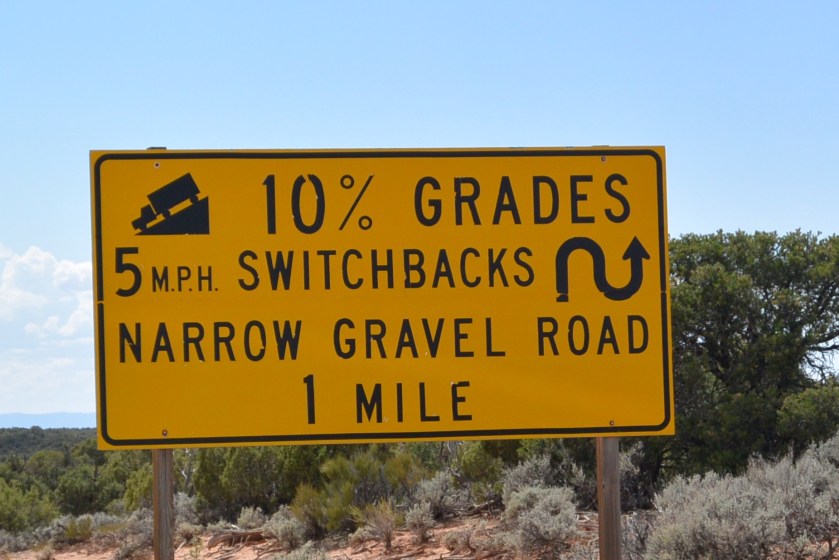 10% GRADES
5 M.P.H. SWITCHBACKS
NARROW GRAVEL ROAD
1 MILE